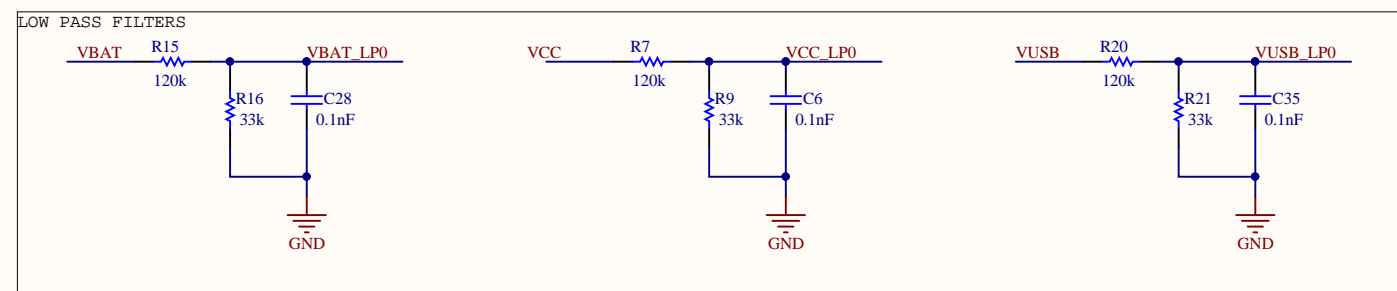 LOW PASS FILTERS
VBAT
R15
120k
VBAT_LP0
R16
33k
C28
0.1nF
GND
VCC
R7
120k
VCC_LP0
R9
33k
C6
0.1nF
GND
VUSB
R20
120k
VUSB_LP0
R21
33k
C35
0.1nF
GND